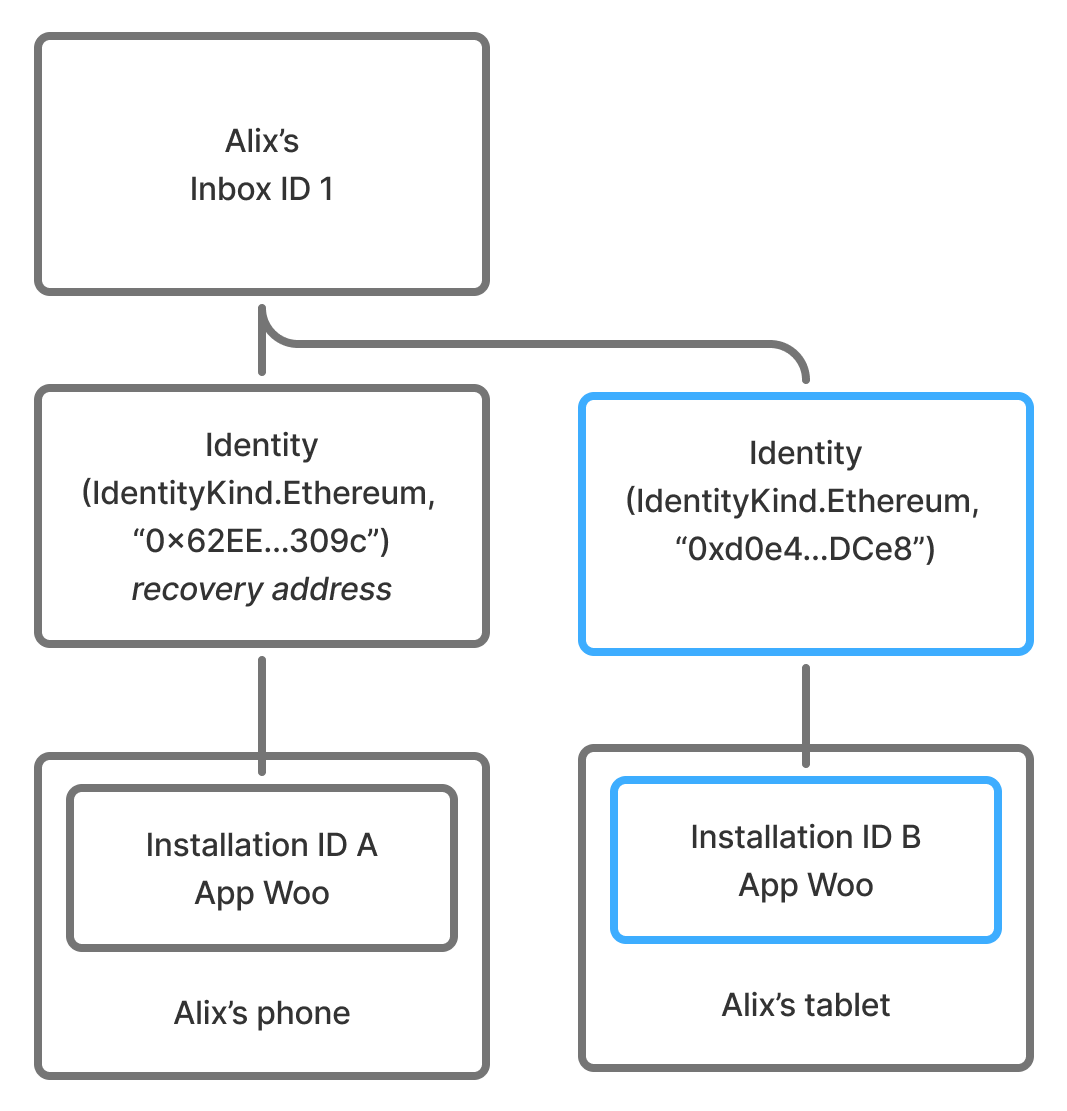 Alix’s
Inbox ID 1
Identity
(IdentityKind.Ethereum,
“0×62EE...309c”)
recovery address
Identity
(IdentityKind.Ethereum,
“0xd0e4...DCe8”)
Installation ID A
App Woo
Alix’s phone
Installation ID B
App Woo
Alix’s tablet